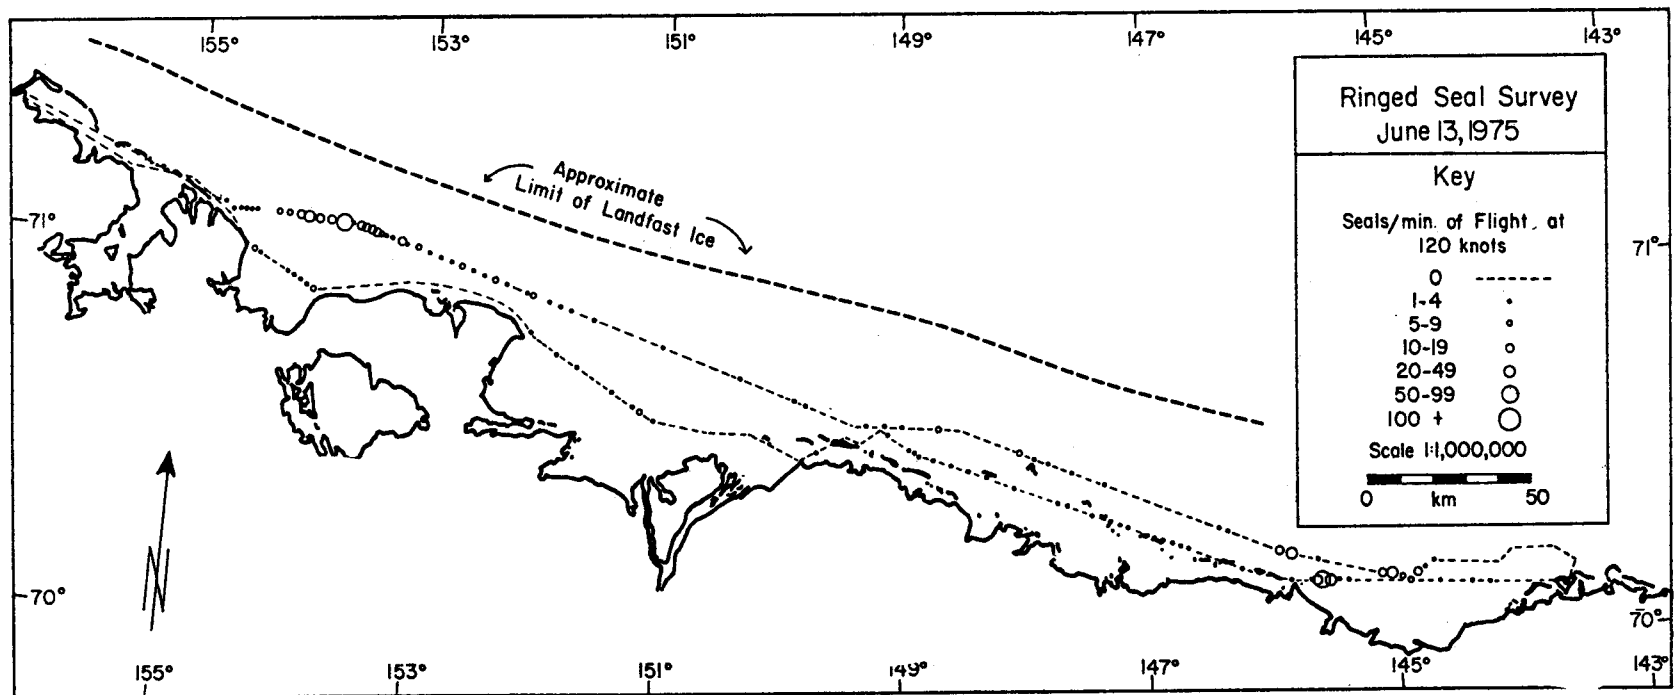 155° 153° 151° 149° 147° 145° 143°
Ringed Seal Survey
June 13, 1975
Key
Seals/min. of Flight, at
120 knots
0
1-4
5-9
10-19
20-49
50-99
100 +
Scale 1:1,000,000
0 km 50
Approximate
Limit of Landfast Ice
71° 71°
70° 70°
N
155° 153° 151° 149° 147° 145° 143°